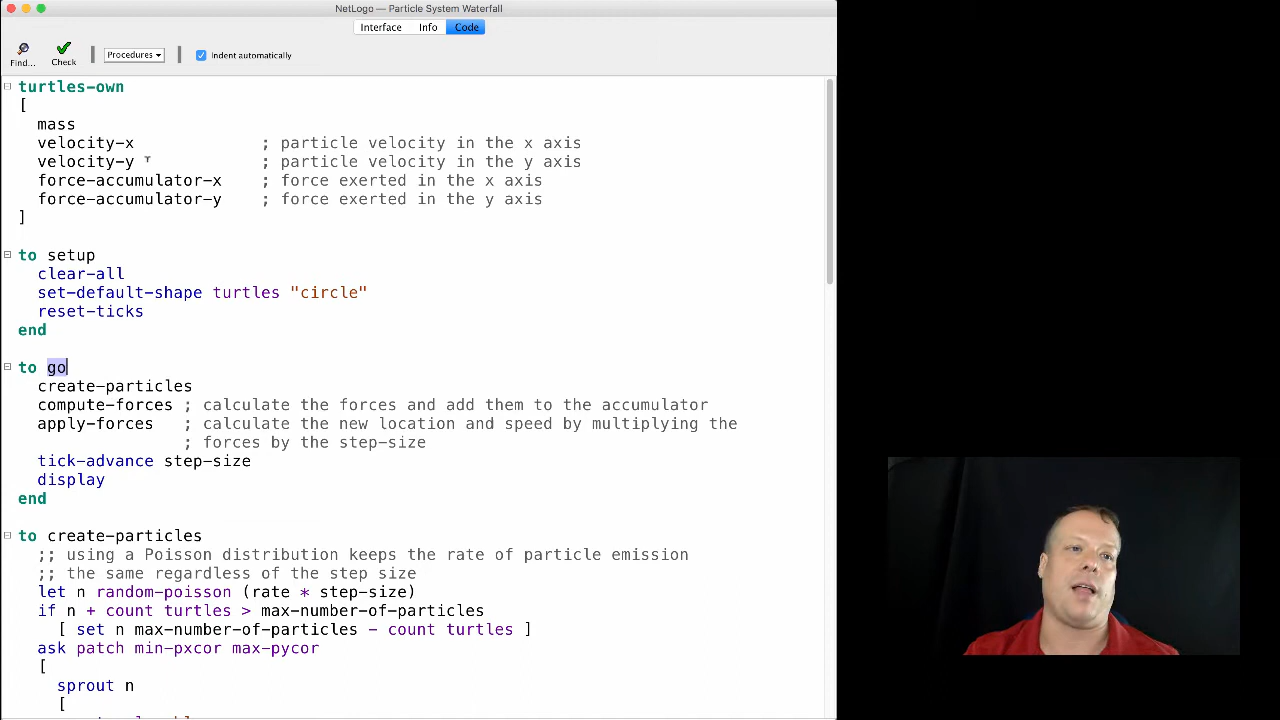 NetLogo — Particle System Waterfall
Interface Info Code
Find... Check Procedures Indent automatically
turtles-own
[
mass
velocity-x ; particle velocity in the x axis
velocity-y ; particle velocity in the y axis
force-accumulator-x ; force exerted in the x axis
force-accumulator-y ; force exerted in the y axis
]
to setup
clear-all
set-default-shape turtles "circle"
reset-ticks
end
to go
create-particles
compute-forces ; calculate the forces and add them to the accumulator
apply-forces ; calculate the new location and speed by multiplying the
; forces by the step-size
tick-advance step-size
display
end
to create-particles
;; using a Poisson distribution keeps the rate of particle emission
;; the same regardless of the step size
let n random-poisson (rate * step-size)
if n + count turtles > max-number-of-particles
[ set n max-number-of-particles - count turtles ]
ask patch min-pxcor max-pycor
[
sprout n
[